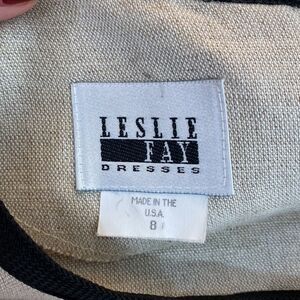 LESLIE
FAY
DRESSES
MADE IN THE
U.S.A.
8